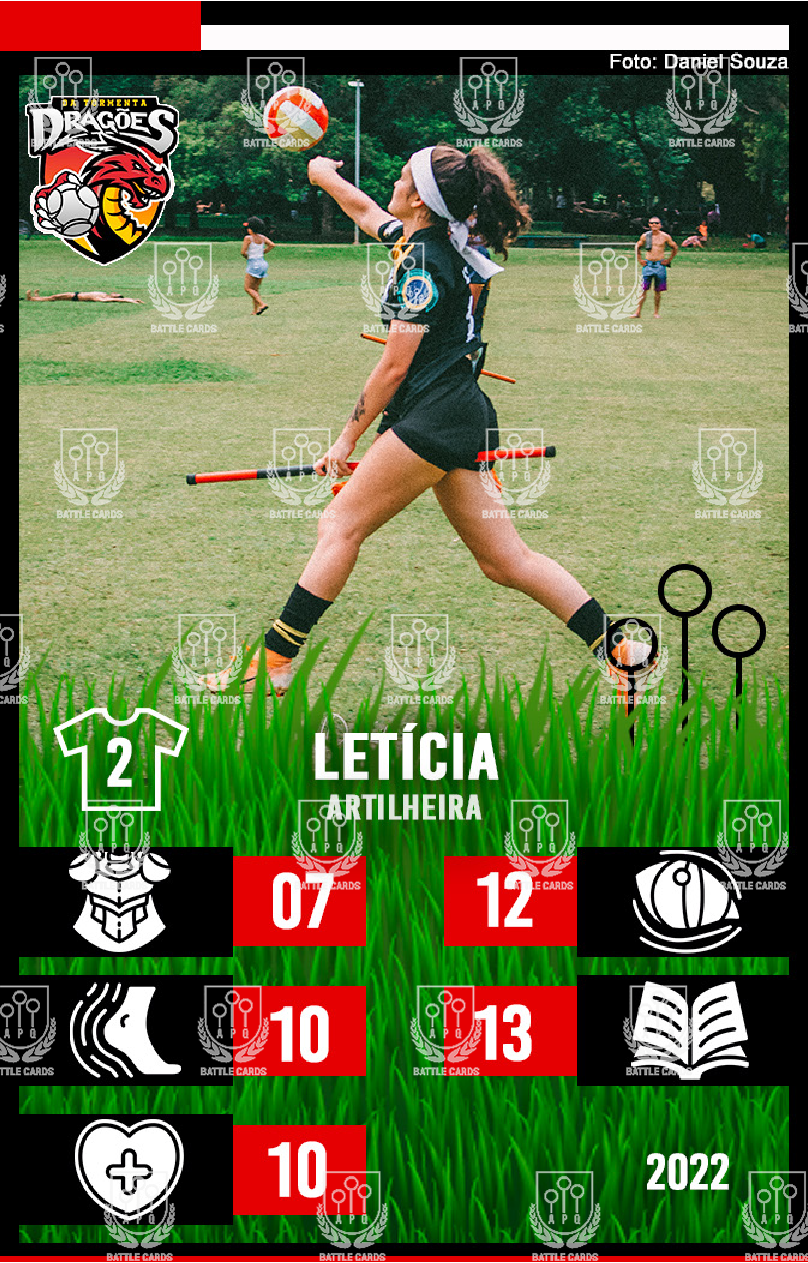 Foto: Daniel Souza
DA TORMENTA
DRAGÕES
2
LETÍCIA
ARTILHEIRA
07
12
10
13
10
2022
APQ
BATTLE CARDS